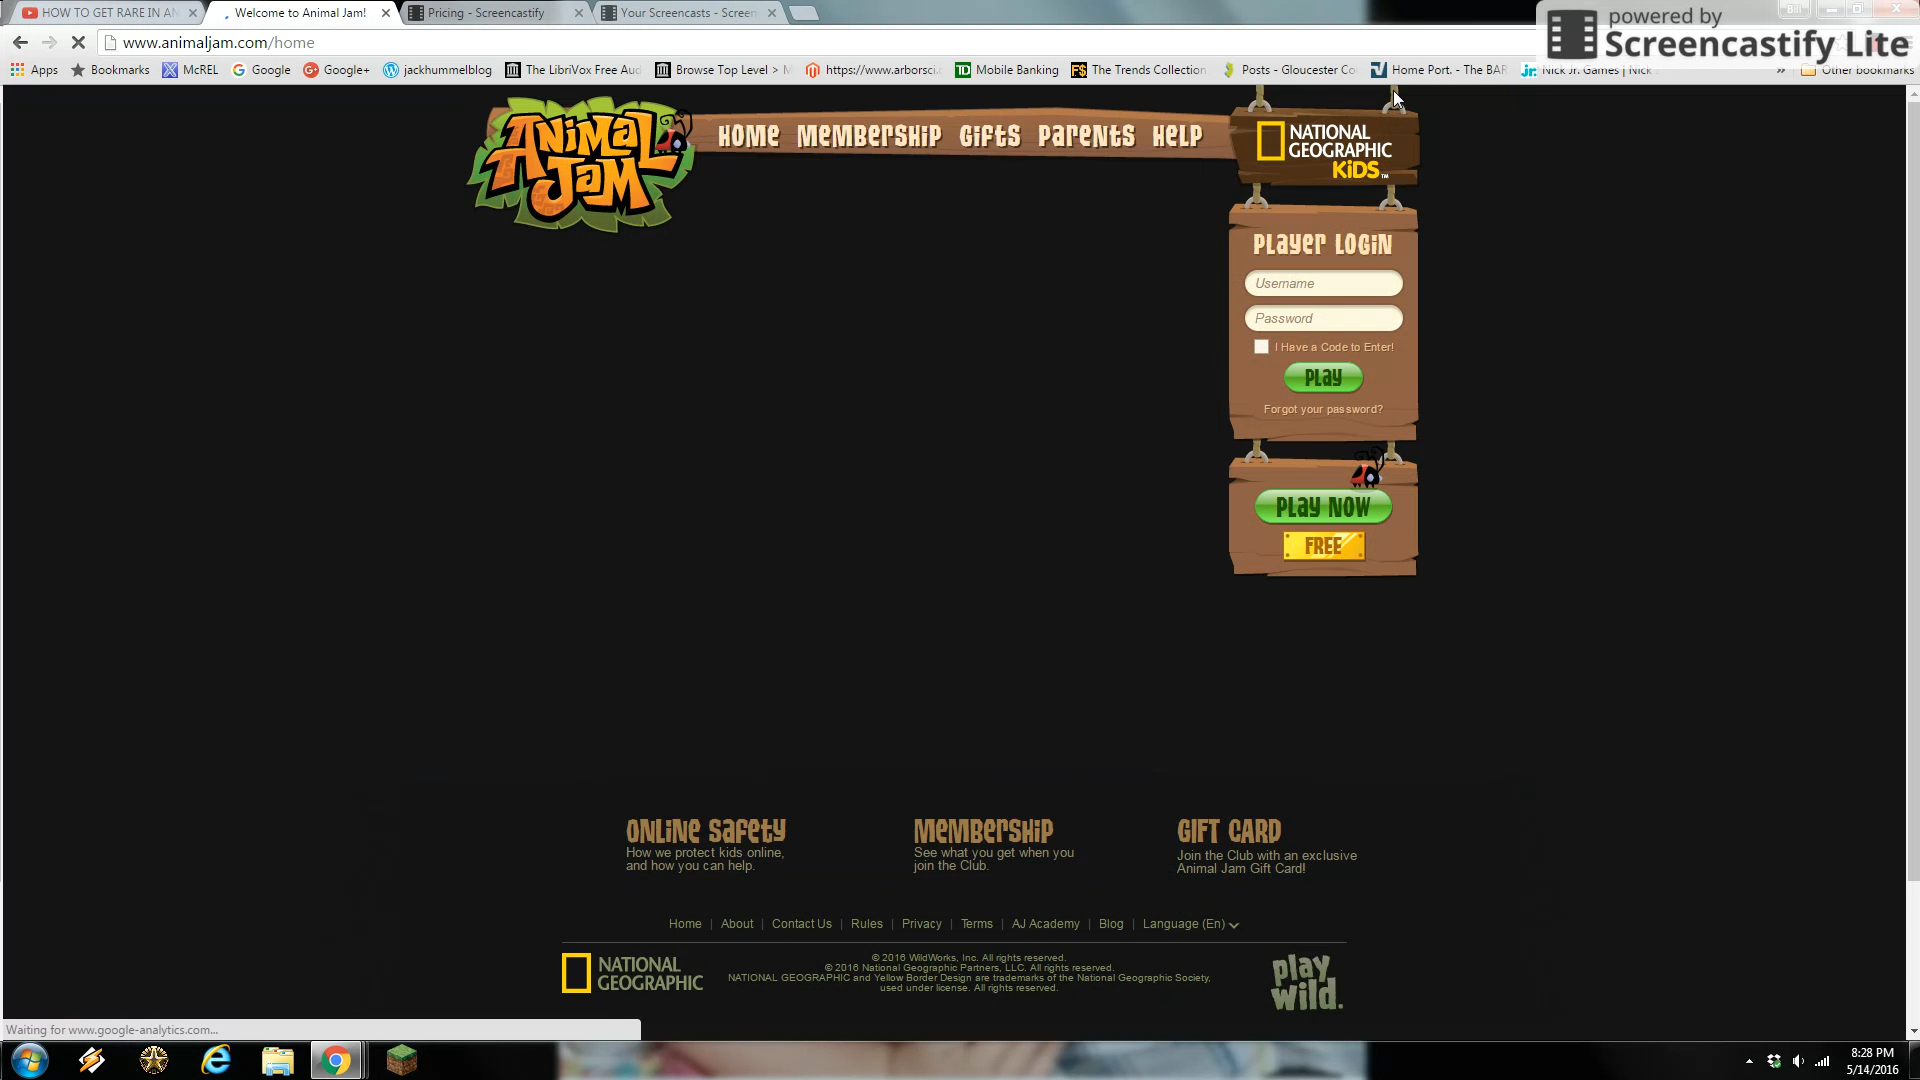 HOW TO GET RARE IN AN
Welcome to Animal Jam!
Pricing - Screencastify
Your Screencasts - Screen
Bill
powered by
Screencastify Lite
www.animaljam.com/home
Apps
Bookmarks
McREL
Google
Google+
jackhummelblog
The LibriVox Free Aud
Browse Top Level > M
https://www.arborsci.c
Mobile Banking
The Trends Collection
Posts - Gloucester Co
Home Port. - The BAR
Nick Jr. Games | Nick
»
Other bookmarks
ANIMAL
JAM
HOME MEMBERSHIP GIFTS PARENTS HELP
NATIONAL
GEOGRAPHIC
KiDS™
PLAYER LOGIN
Username
Password
I Have a Code to Enter!
PLAY
Forgot your password?
PLAY NOW
FREE
ONLINE SAFETY
How we protect kids online,
and how you can help.
MEMBERSHIP
See what you get when you
join the Club.
GIFT CARD
Join the Club with an exclusive
Animal Jam Gift Card!
Home | About | Contact Us | Rules | Privacy | Terms | AJ Academy | Blog | Language (En)
NATIONAL
GEOGRAPHIC
© 2016 WildWorks, Inc. All rights reserved.
© 2016 National Geographic Partners, LLC. All rights reserved.
NATIONAL GEOGRAPHIC and Yellow Border Design are trademarks of the National Geographic Society,
used under license. All rights reserved.
play
wild.
Waiting for www.google-analytics.com...
8:28 PM
5/14/2016